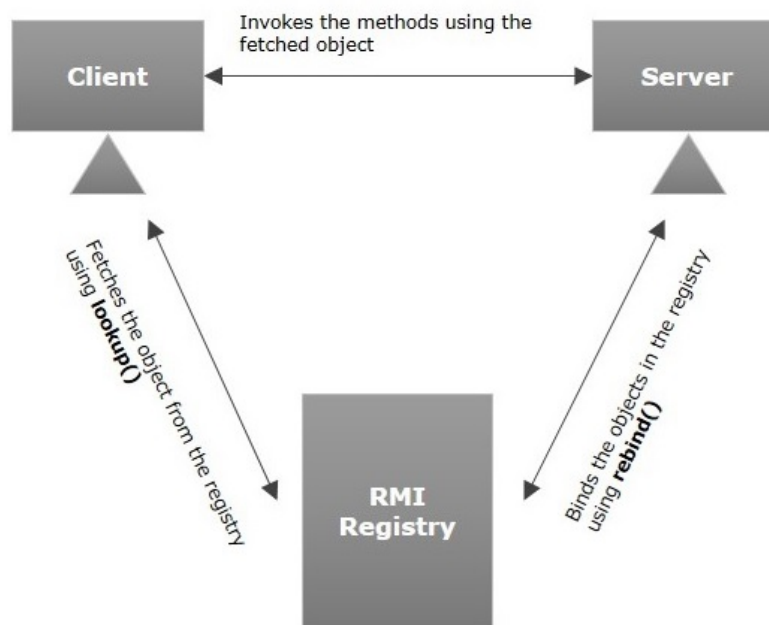 Invokes the methods using the
fetched object
Client
Server
Fetches the object from the registry
using lookup()
Binds the objects in the registry
using rebind()
RMI
Registry